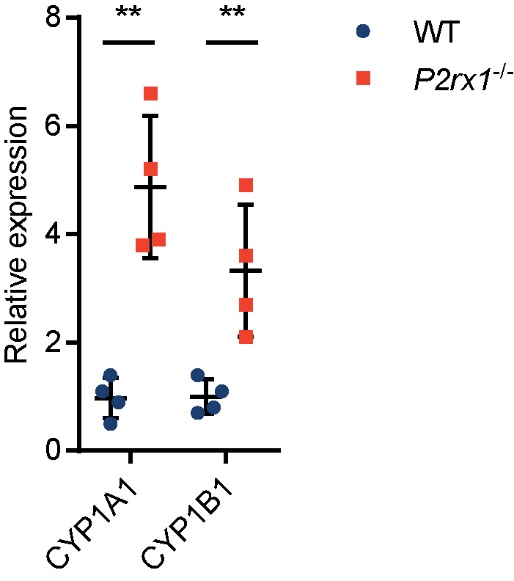 ** **
WT
P2rx1-/-
Relative expression
8
6
4
2
0
CYP1A1
CYP1B1